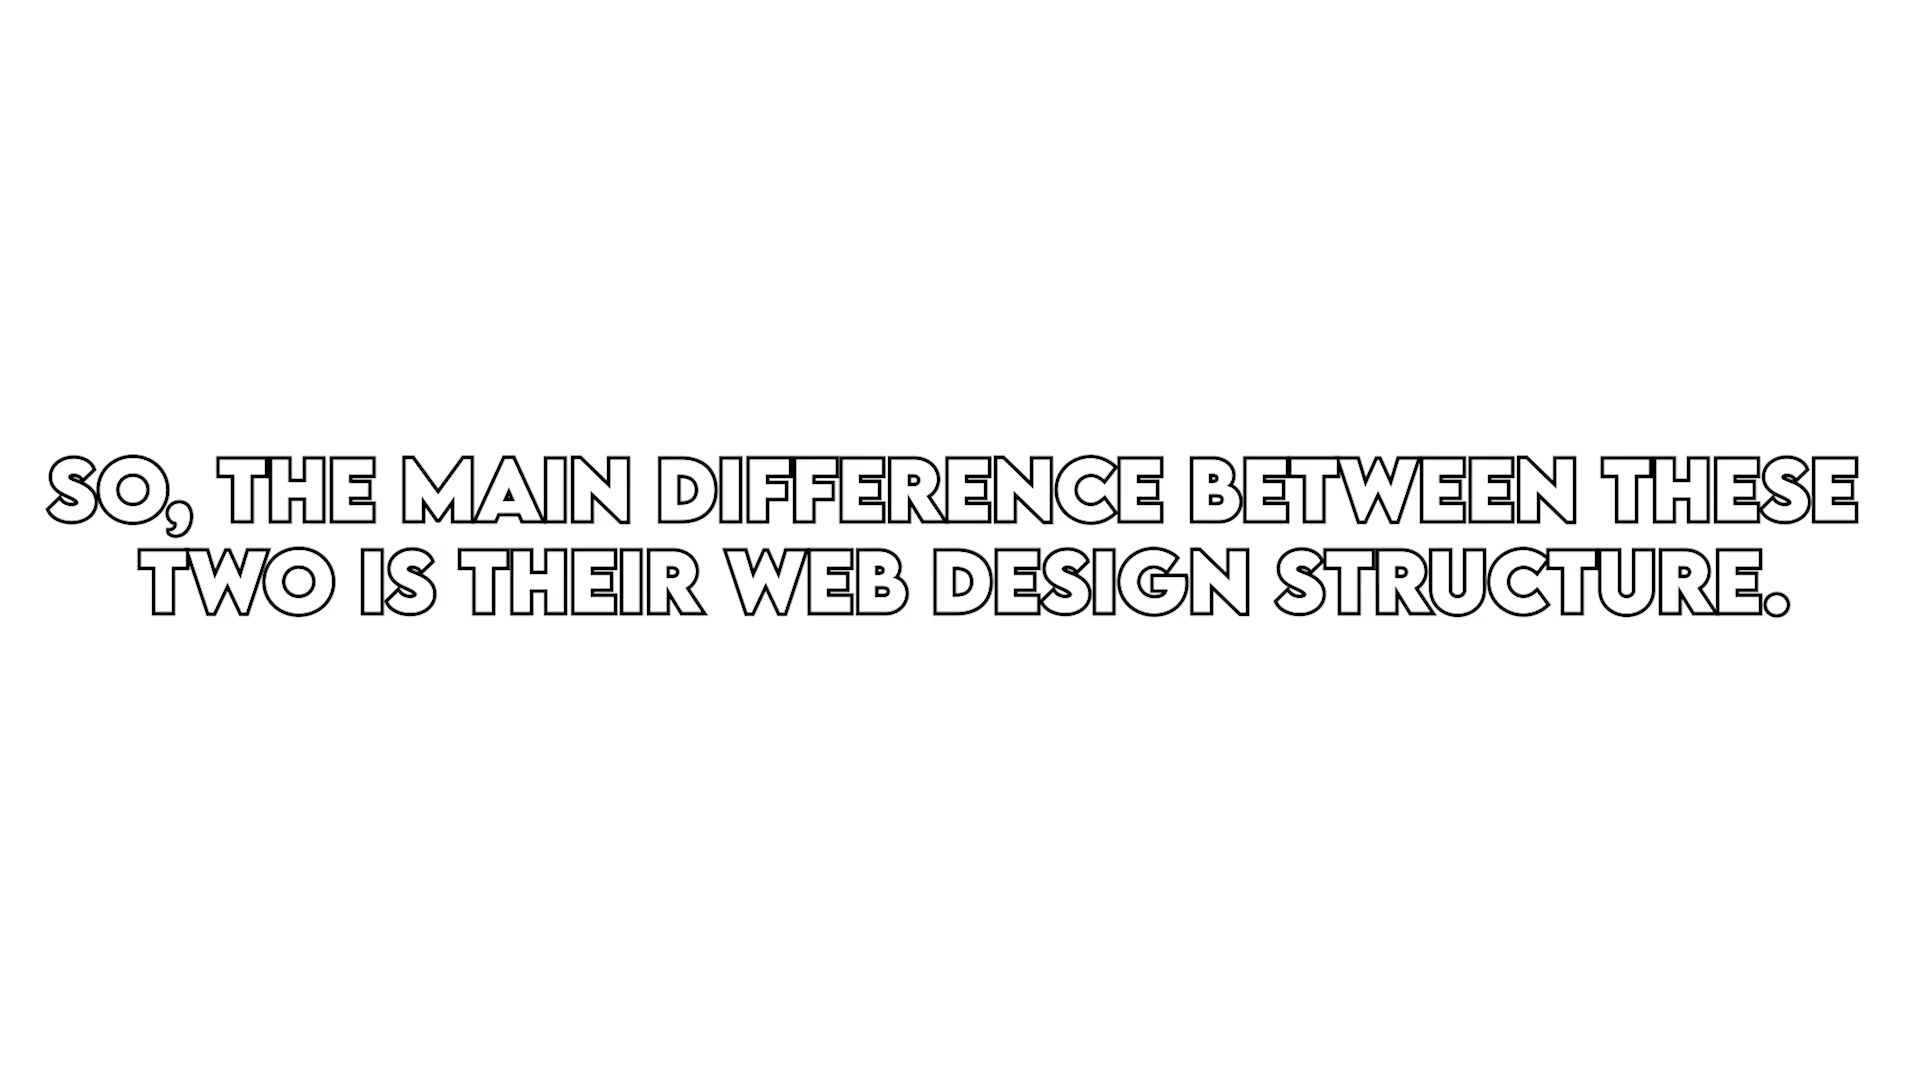 SO, THE MAIN DIFFERENCE BETWEEN THESE
TWO IS THEIR WEB DESIGN STRUCTURE.